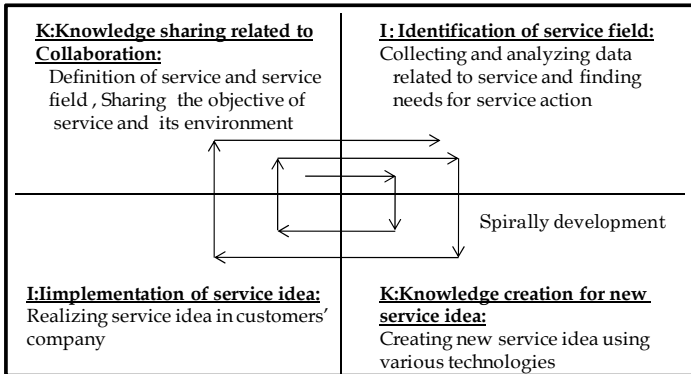 K:Knowledge sharing related to
Collaboration:
Definition of service and service
field , Sharing the objective of
service and its environment
I: Identification of service field:
Collecting and analyzing data
related to service and finding
needs for service action
Spirally development
I:Iimplementation of service idea:
Realizing service idea in customers’
company
K:Knowledge creation for new
service idea:
Creating new service idea using
various technologies